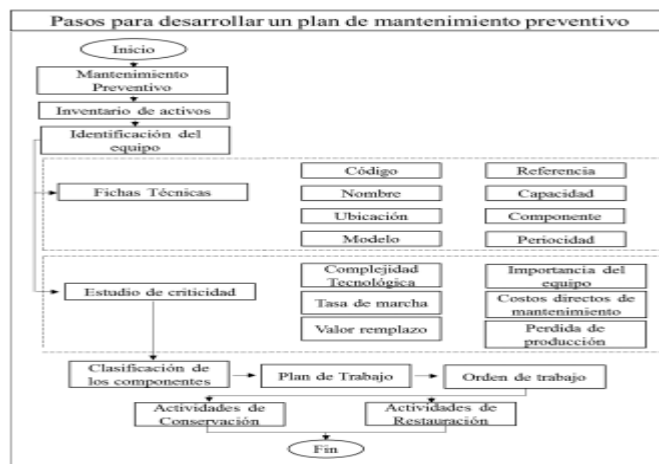 Pasos para desarrollar un plan de mantenimiento preventivo
Inicio
Mantenimiento
Preventivo
Inventario de activos
Identificación del
equipo
Fichas Técnicas
Código
Referencia
Nombre
Capacidad
Ubicación
Componente
Modelo
Periocidad
Estudio de criticidad
Complejidad
Tecnológica
Importancia del
equipo
Tasa de marcha
Costos directos de
mantenimiento
Valor remplazo
Perdida de
producción
Clasificación de
los componentes
Plan de Trabajo
Orden de trabajo
Actividades de
Conservación
Actividades de
Restauración
Fin